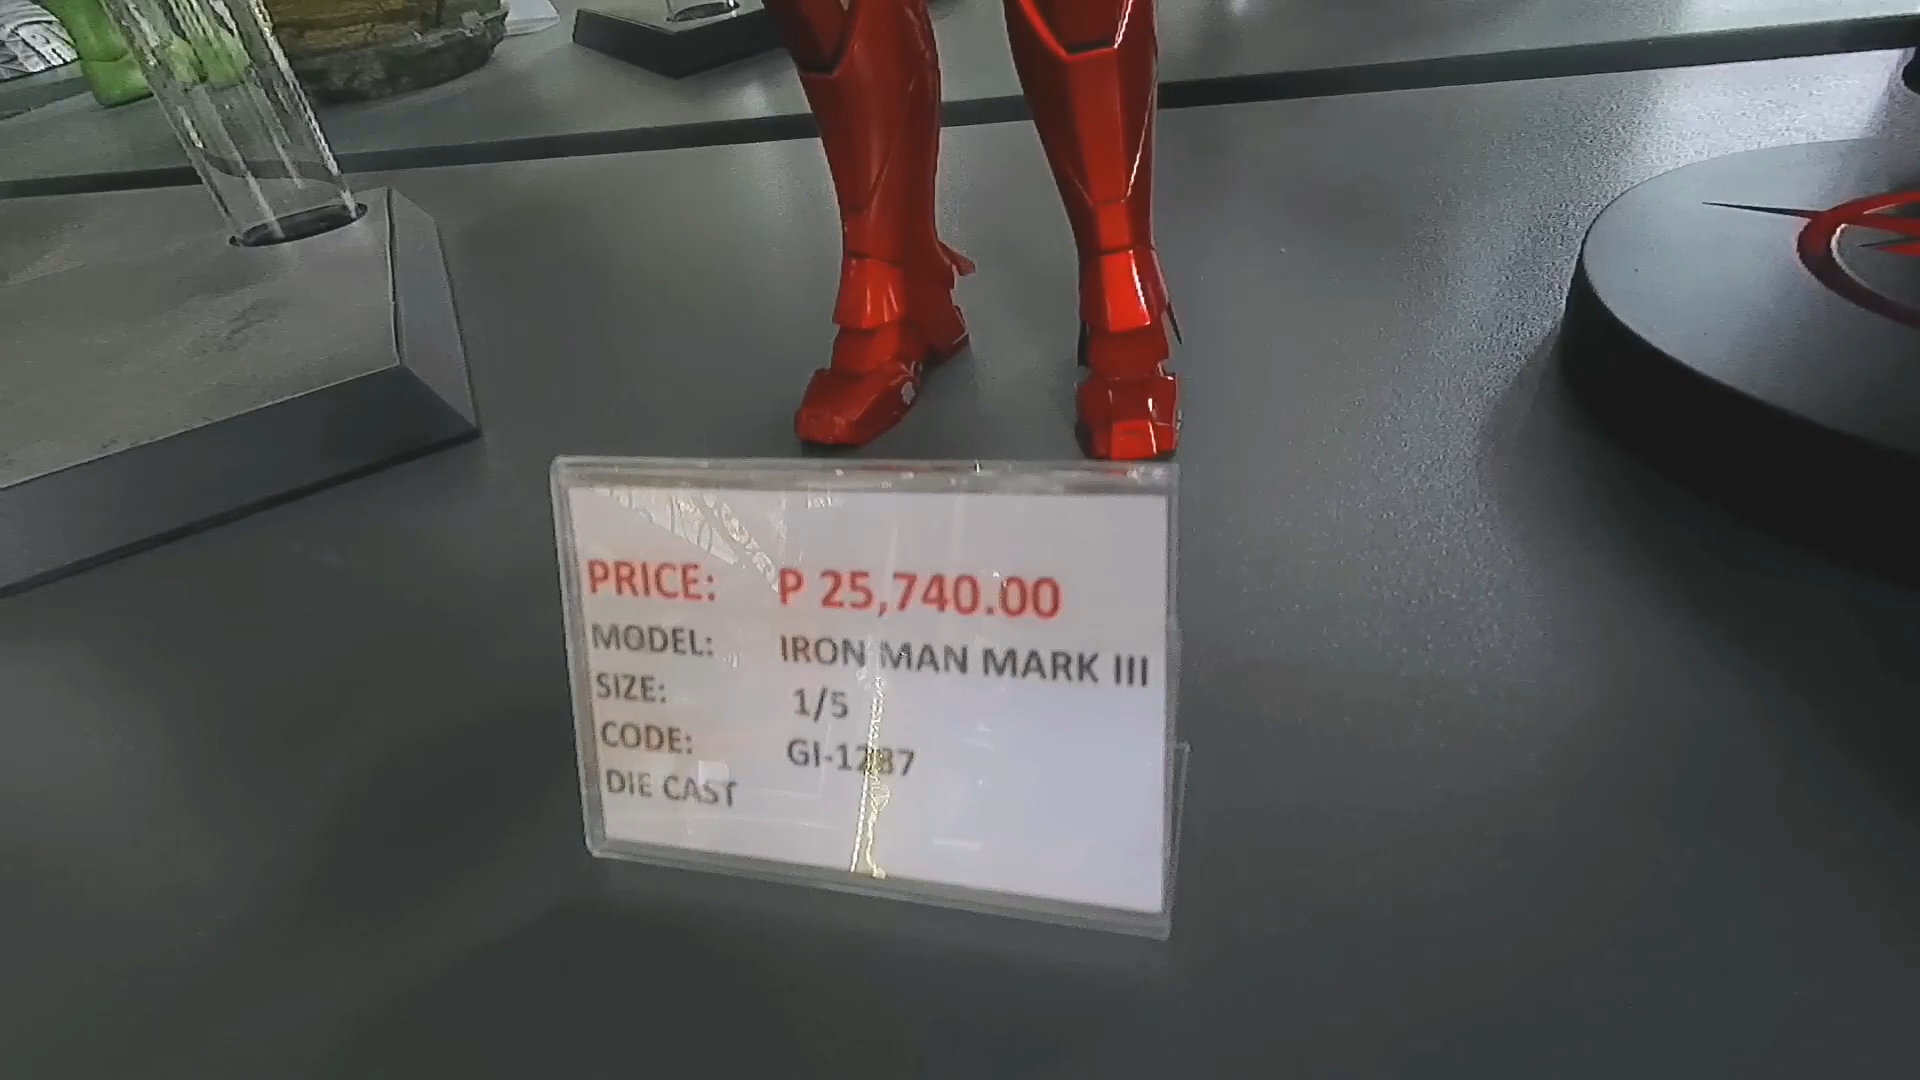 PRICE: P 25,740.00
MODEL: IRON MAN MARK III
SIZE: 1/5
CODE: GI-1287
DIE CAST